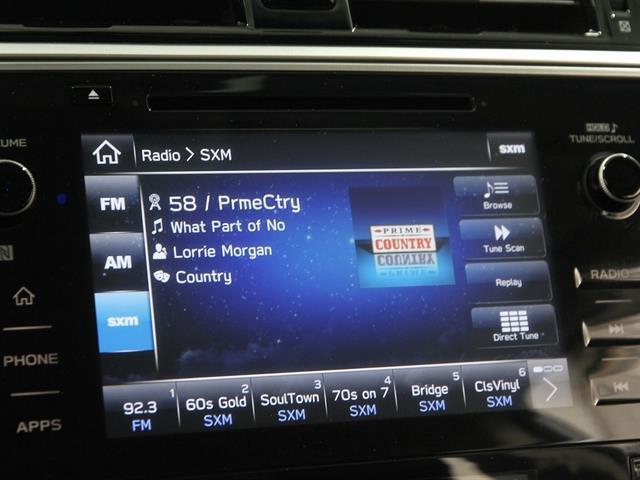 HOLD ♪
TUNE/SCROLL
Radio > SXM
sxm
FM
58 / PrmeCtry
What Part of No
Lorrie Morgan
Country
AM
sxm
PRIME
COUNTRY
Browse
Tune Scan
Replay
Direct Tune
RADIO
PHONE
APPS
1
92.3
FM
2
60s Gold
SXM
3
SoulTown
SXM
4
70s on 7
SXM
5
Bridge
SXM
6
ClsVinyl
SXM